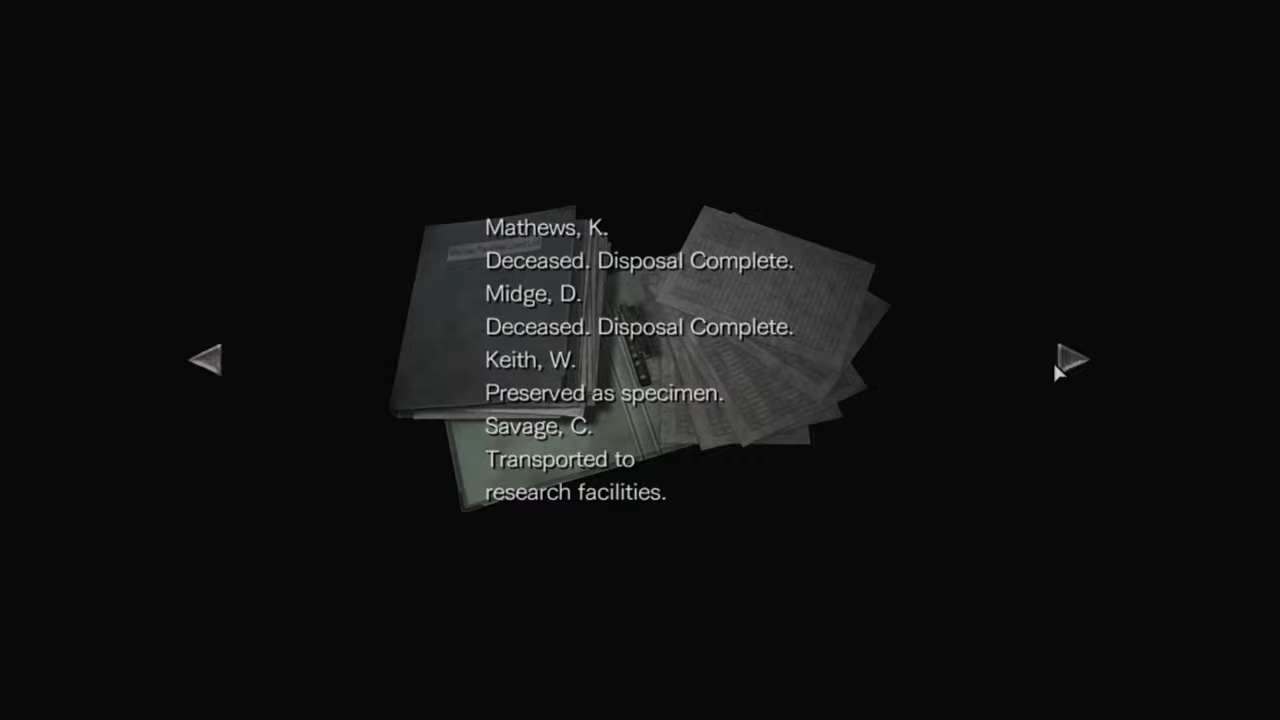 Mathews, K.
Deceased. Disposal Complete.
Midge, D.
Deceased. Disposal Complete.
Keith, W.
Preserved as specimen.
Savage, C.
Transported to
research facilities.